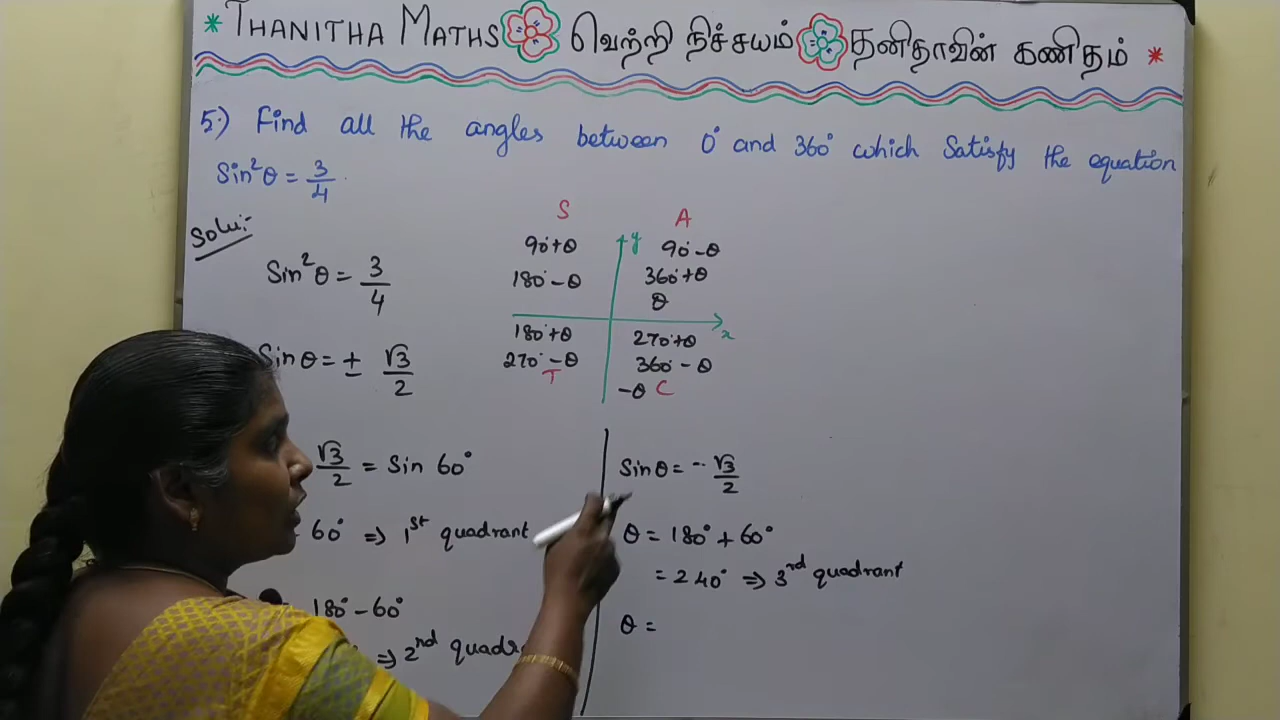 * THANITHA MATHS வெற்றி நிச்சயம் தனிதாவின் கணிதம் *
5.) Find all the angles between 0° and 360° which satisfy the equation
Sin²θ = 3/4.
Solu:-
Sin²θ = 3/4
Sinθ = ± √3/2
√3/2 = Sin 60°
60° ⇒ 1st quadrant
180° - 60°
⇒ 2nd
S
90°+θ
180° - θ
A
90° - θ
360°+θ
θ
y
x
180°+θ
270° - θ
T
270°+θ
360° - θ
-θ C
Sinθ = - √3/2
θ = 180° + 60°
= 240° ⇒ 3rd quadrant
θ =